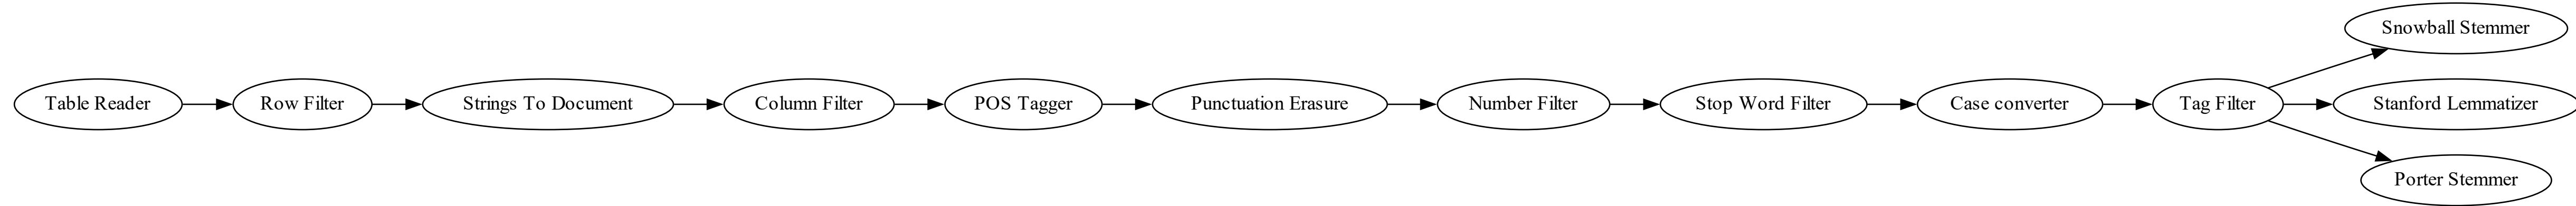 Table Reader
Row Filter
Strings To Document
Column Filter
POS Tagger
Punctuation Erasure
Number Filter
Stop Word Filter
Case converter
Tag Filter
Snowball Stemmer
Stanford Lemmatizer
Porter Stemmer